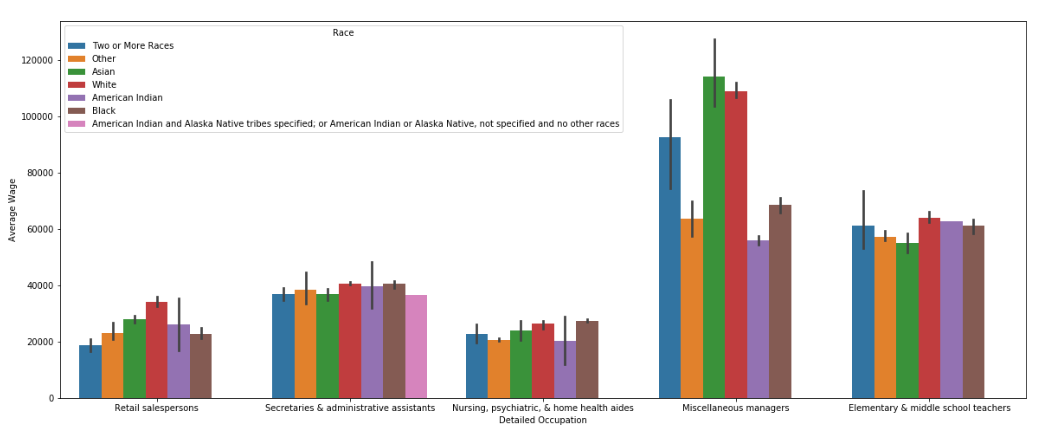 Race
Two or More Races
Other
Asian
White
American Indian
Black
American Indian and Alaska Native tribes specified; or American Indian or Alaska Native, not specified and no other races
Average Wage
120000
100000
80000
60000
40000
20000
0
Retail salespersons
Secretaries & administrative assistants
Nursing, psychiatric, & home health aides
Miscellaneous managers
Elementary & middle school teachers
Detailed Occupation